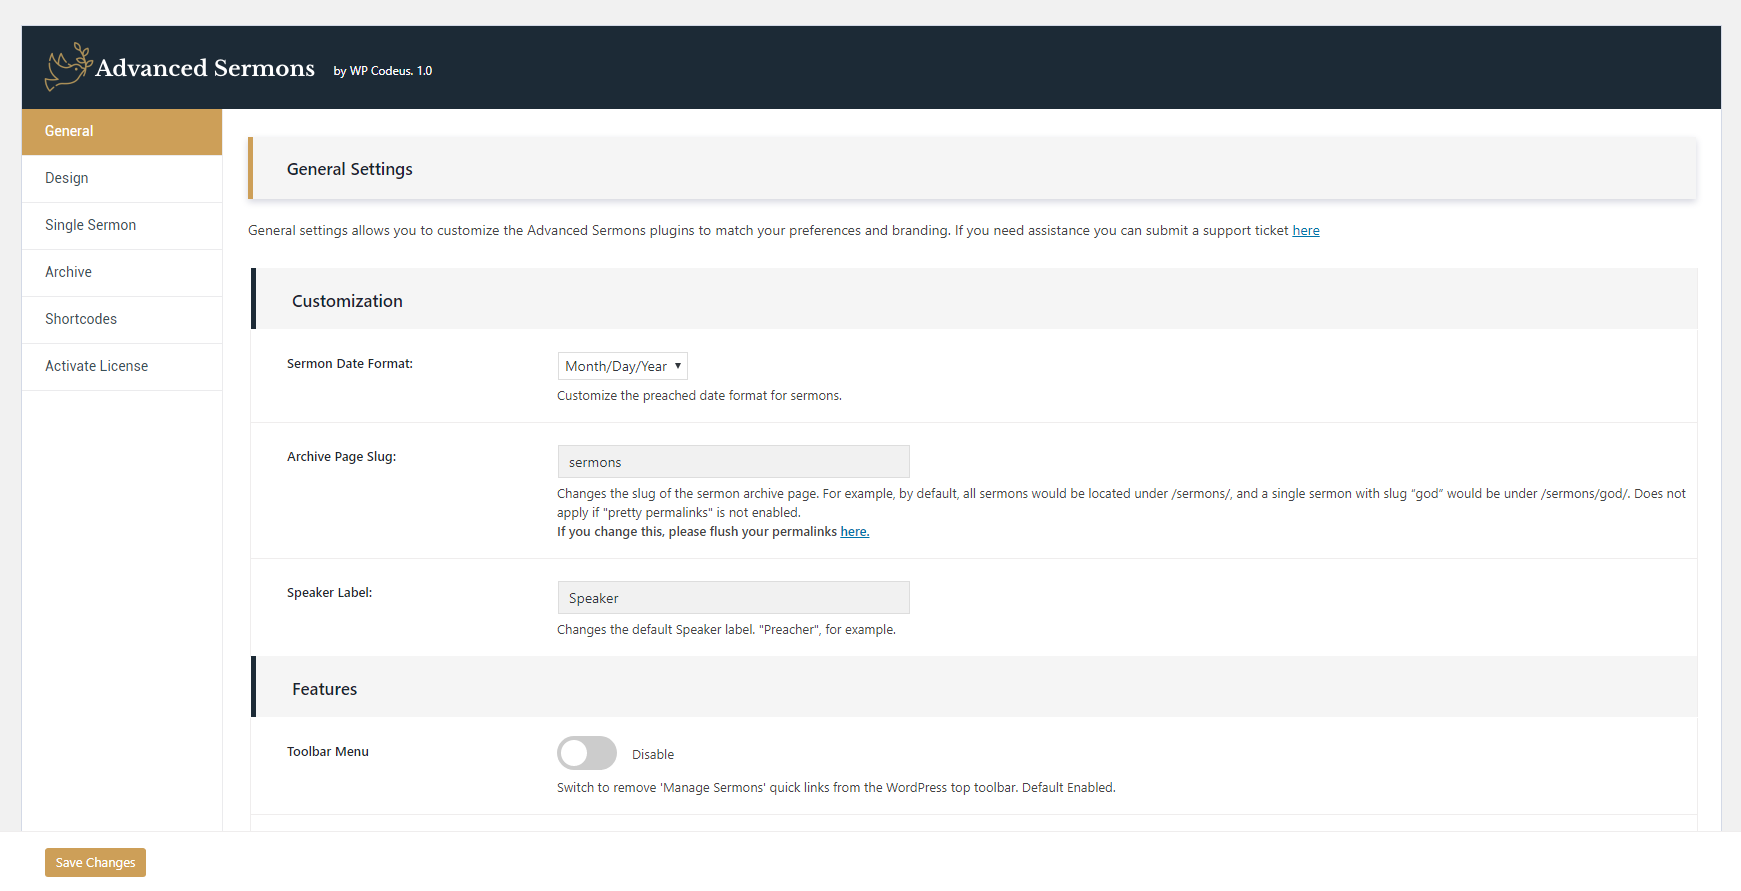 Advanced Sermons by WP Codeus. 1.0
General
Design
Single Sermon
Archive
Shortcodes
Activate License
General Settings
General settings allows you to customize the Advanced Sermons plugins to match your preferences and branding. If you need assistance you can submit a support ticket here
Customization
Sermon Date Format:
Month/Day/Year
Customize the preached date format for sermons.
Archive Page Slug:
sermons
Changes the slug of the sermon archive page. For example, by default, all sermons would be located under /sermons/, and a single sermon with slug “god” would be under /sermons/god/. Does not
apply if "pretty permalinks" is not enabled.
If you change this, please flush your permalinks here.
Speaker Label:
Speaker
Changes the default Speaker label. "Preacher", for example.
Features
Toolbar Menu
Disable
Switch to remove 'Manage Sermons' quick links from the WordPress top toolbar. Default Enabled.
Save Changes